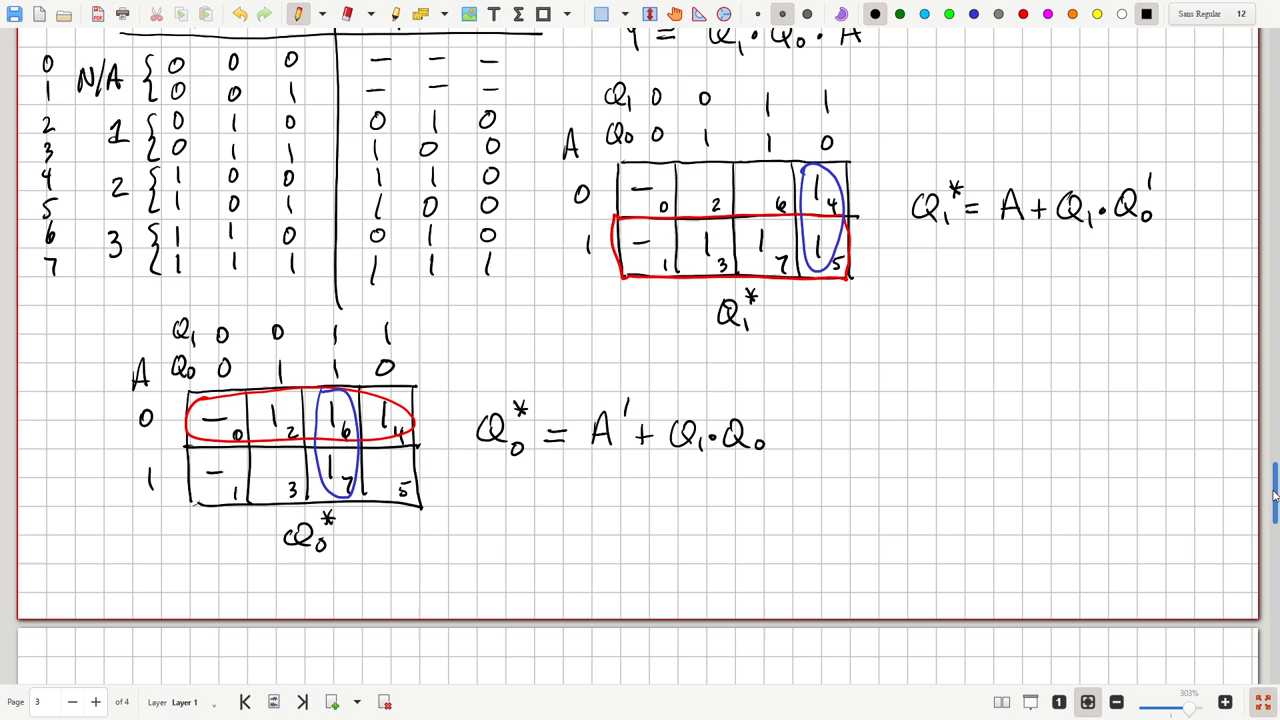 Sans Regular 12
Y = Q₁·Q₀·A
0 N/A { 0 0 0 | – – –
1 { 0 0 1 | – – –
2 1 { 0 1 0 | 0 1 0
3 { 0 1 1 | 1 0 0
4 2 { 1 0 0 | 1 1 0
5 { 1 0 1 | 1 0 0
6 3 { 1 1 0 | 0 1 0
7 { 1 1 1 | 1 1 1
Q₁ 0 0 1 1
A Q₀ 0 1 1 0
0 – 0 2 6 1 4
1 – 1 1 3 1 7 1 5
Q₁*
Q₁* = A + Q₁·Q₀'
Q₁ 0 0 1 1
A Q₀ 0 1 1 0
0 – 0 1 2 1 6 1 4
1 – 1 3 1 7 5
Q₀*
Q₀* = A' + Q₁·Q₀
Page 3 of 4 Layer Layer 1 303%